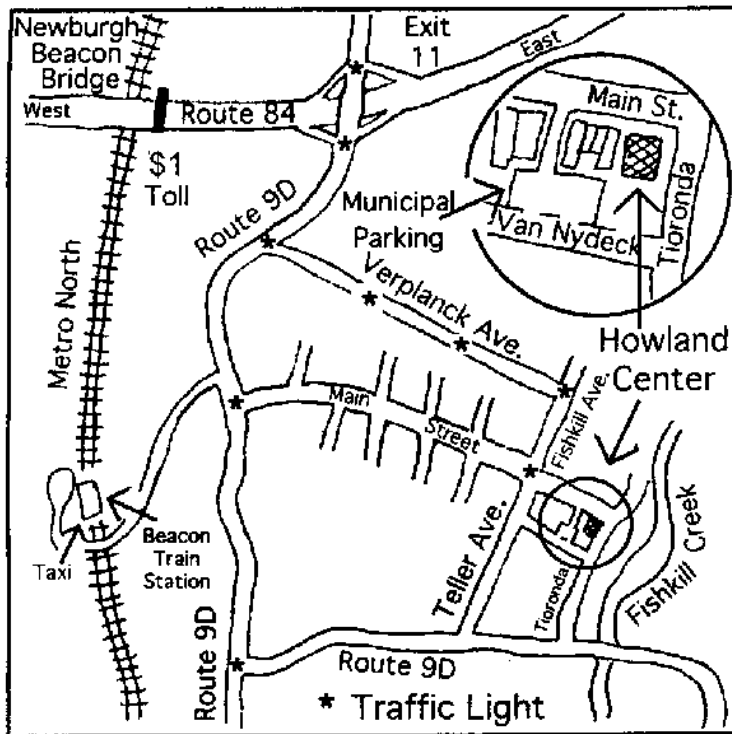 Newburgh
Beacon
Bridge
Exit
11
East
West
Route 84
$1
Toll
Main St.
Tioronda
Municipal
Parking
Van Nydeck
Route 9D
Metro North
Verplanck Ave.
Howland
Center
Main
Street
Fishkill Ave.
Taxi
Beacon
Train
Station
Teller Ave.
Tioronda
Fishkill Creek
Route 9D
Route 9D
* Traffic Light